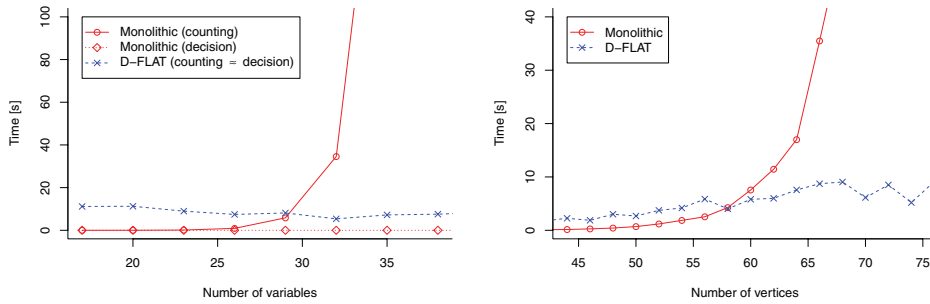 Monolithic (counting)
Monolithic (decision)
D−FLAT (counting = decision)
Time [s]
100
80
60
40
20
0
20
25
30
35
Number of variables
Monolithic
D−FLAT
Time [s]
40
30
20
10
0
45
50
55
60
65
70
75
Number of vertices